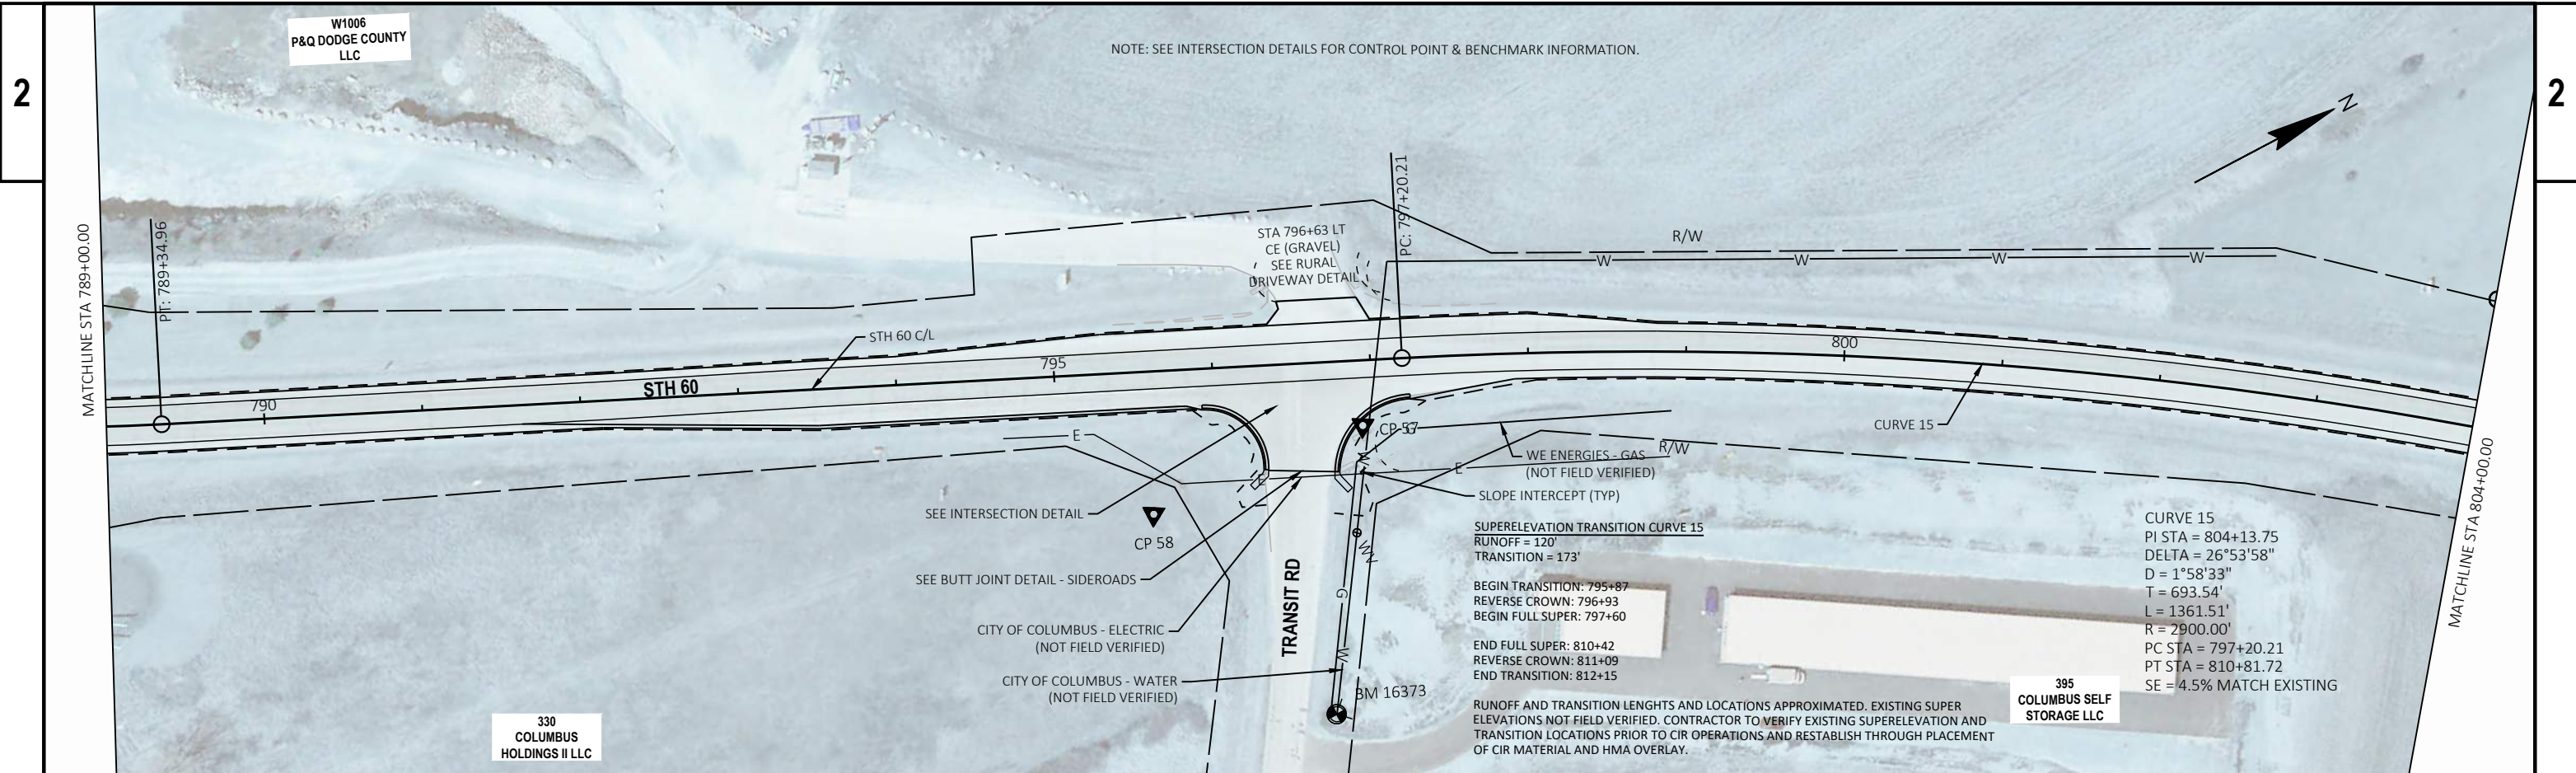 2
2
W1006
P&Q DODGE COUNTY
LLC
NOTE: SEE INTERSECTION DETAILS FOR CONTROL POINT & BENCHMARK INFORMATION.
N
MATCHLINE STA 789+00.00
PT: 789+34.96
PC: 797+20.21
STA 796+63 LT
CE (GRAVEL)
SEE RURAL
DRIVEWAY DETAIL
R/W
W
W
W
W
STH 60 C/L
790
STH 60
795
800
CURVE 15
E
CP 57
G
WE ENERGIES - GAS
(NOT FIELD VERIFIED)
R/W
E
E
W
SLOPE INTERCEPT (TYP)
SEE INTERSECTION DETAIL
CP 58
SEE BUTT JOINT DETAIL - SIDEROADS
CITY OF COLUMBUS - ELECTRIC
(NOT FIELD VERIFIED)
CITY OF COLUMBUS - WATER
(NOT FIELD VERIFIED)
TRANSIT RD
WV
G
W
BM 16373
SUPERELEVATION TRANSITION CURVE 15
RUNOFF = 120'
TRANSITION = 173'
BEGIN TRANSITION: 795+87
REVERSE CROWN: 796+93
BEGIN FULL SUPER: 797+60
END FULL SUPER: 810+42
REVERSE CROWN: 811+09
END TRANSITION: 812+15
RUNOFF AND TRANSITION LENGHTS AND LOCATIONS APPROXIMATED. EXISTING SUPER
ELEVATIONS NOT FIELD VERIFIED. CONTRACTOR TO VERIFY EXISTING SUPERELEVATION AND
TRANSITION LOCATIONS PRIOR TO CIR OPERATIONS AND RESTABLISH THROUGH PLACEMENT
OF CIR MATERIAL AND HMA OVERLAY.
CURVE 15
PI STA = 804+13.75
DELTA = 26°53'58"
D = 1°58'33"
T = 693.54'
L = 1361.51'
R = 2900.00'
PC STA = 797+20.21
PT STA = 810+81.72
SE = 4.5% MATCH EXISTING
MATCHLINE STA 804+00.00
330
COLUMBUS
HOLDINGS II LLC
395
COLUMBUS SELF
STORAGE LLC